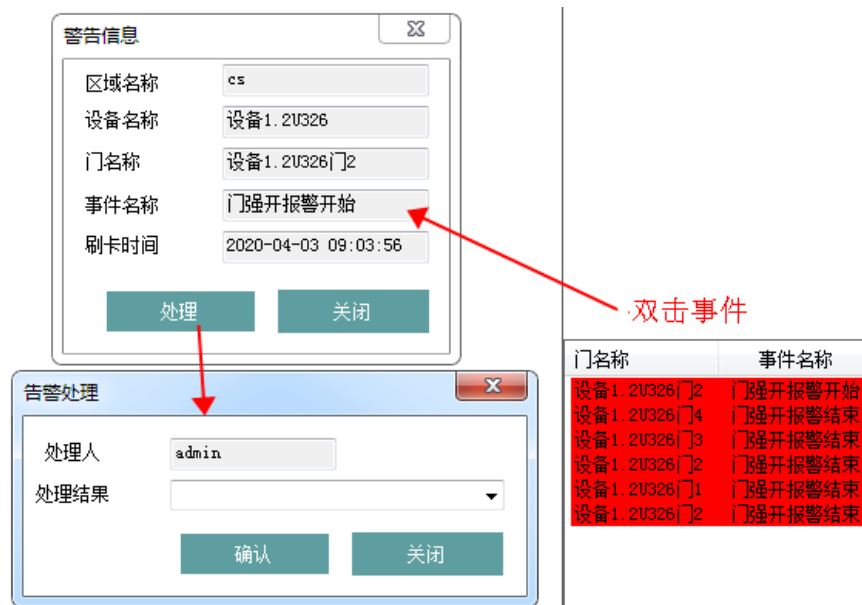 警告信息
区域名称 cs
设备名称 设备1.2V326
门名称 设备1.2V326门2
事件名称 门强开报警开始
刷卡时间 2020-04-03 09:03:56
处理 关闭
双击事件
告警处理
处理人 admin
处理结果
确认 关闭
门名称 事件名称
设备1.2V326门2 门强开报警开始
设备1.2V326门4 门强开报警结束
设备1.2V326门3 门强开报警结束
设备1.2V326门2 门强开报警结束
设备1.2V326门1 门强开报警结束
设备1.2V326门2 门强开报警结束